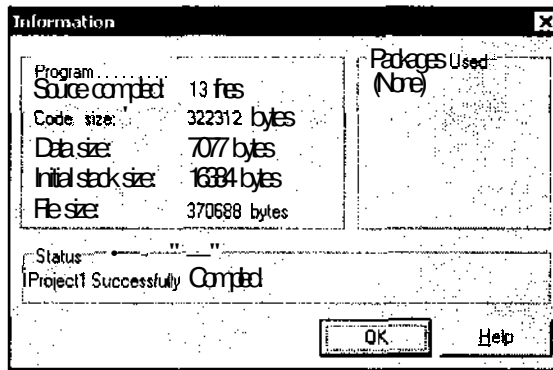 Information
Program
Source compiled: 13 files
Code size: 322312 bytes
Data size: 7077 bytes
Initial stack size: 16384 bytes
File size: 370688 bytes
Packages Used
(None)
Status
Project1 Successfully Compiled.
OK
Help